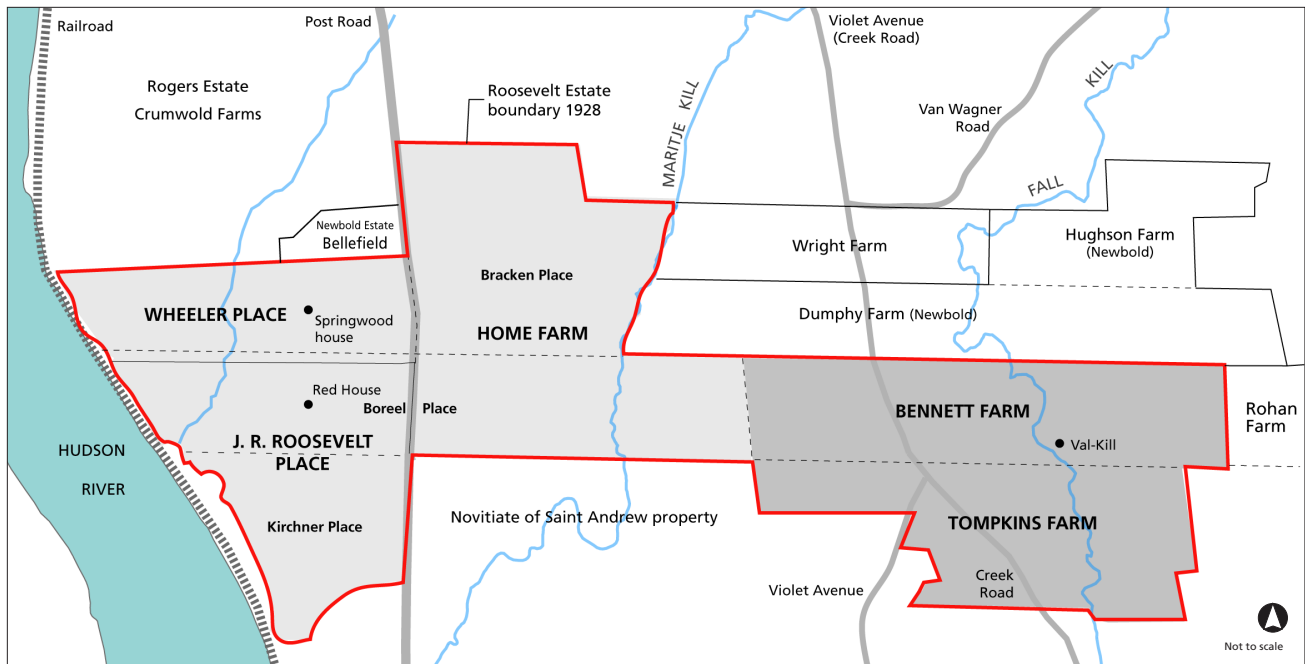 Railroad
Post Road
Violet Avenue
(Creek Road)
Rogers Estate
Crumwold Farms
Roosevelt Estate
boundary 1928
MARITJE KILL
KILL
Van Wagner
Road
FALL
Newbold Estate
Bellefield
Wright Farm
Hughson Farm
(Newbold)
Bracken Place
WHEELER PLACE
Springwood
house
HOME FARM
Dumphy Farm (Newbold)
Red House
Boreel Place
BENNETT FARM
Rohan
Farm
J. R. ROOSEVELT
PLACE
Val-Kill
HUDSON
RIVER
Kirchner Place
Novitiate of Saint Andrew property
TOMPKINS FARM
Violet Avenue
Creek
Road
Not to scale